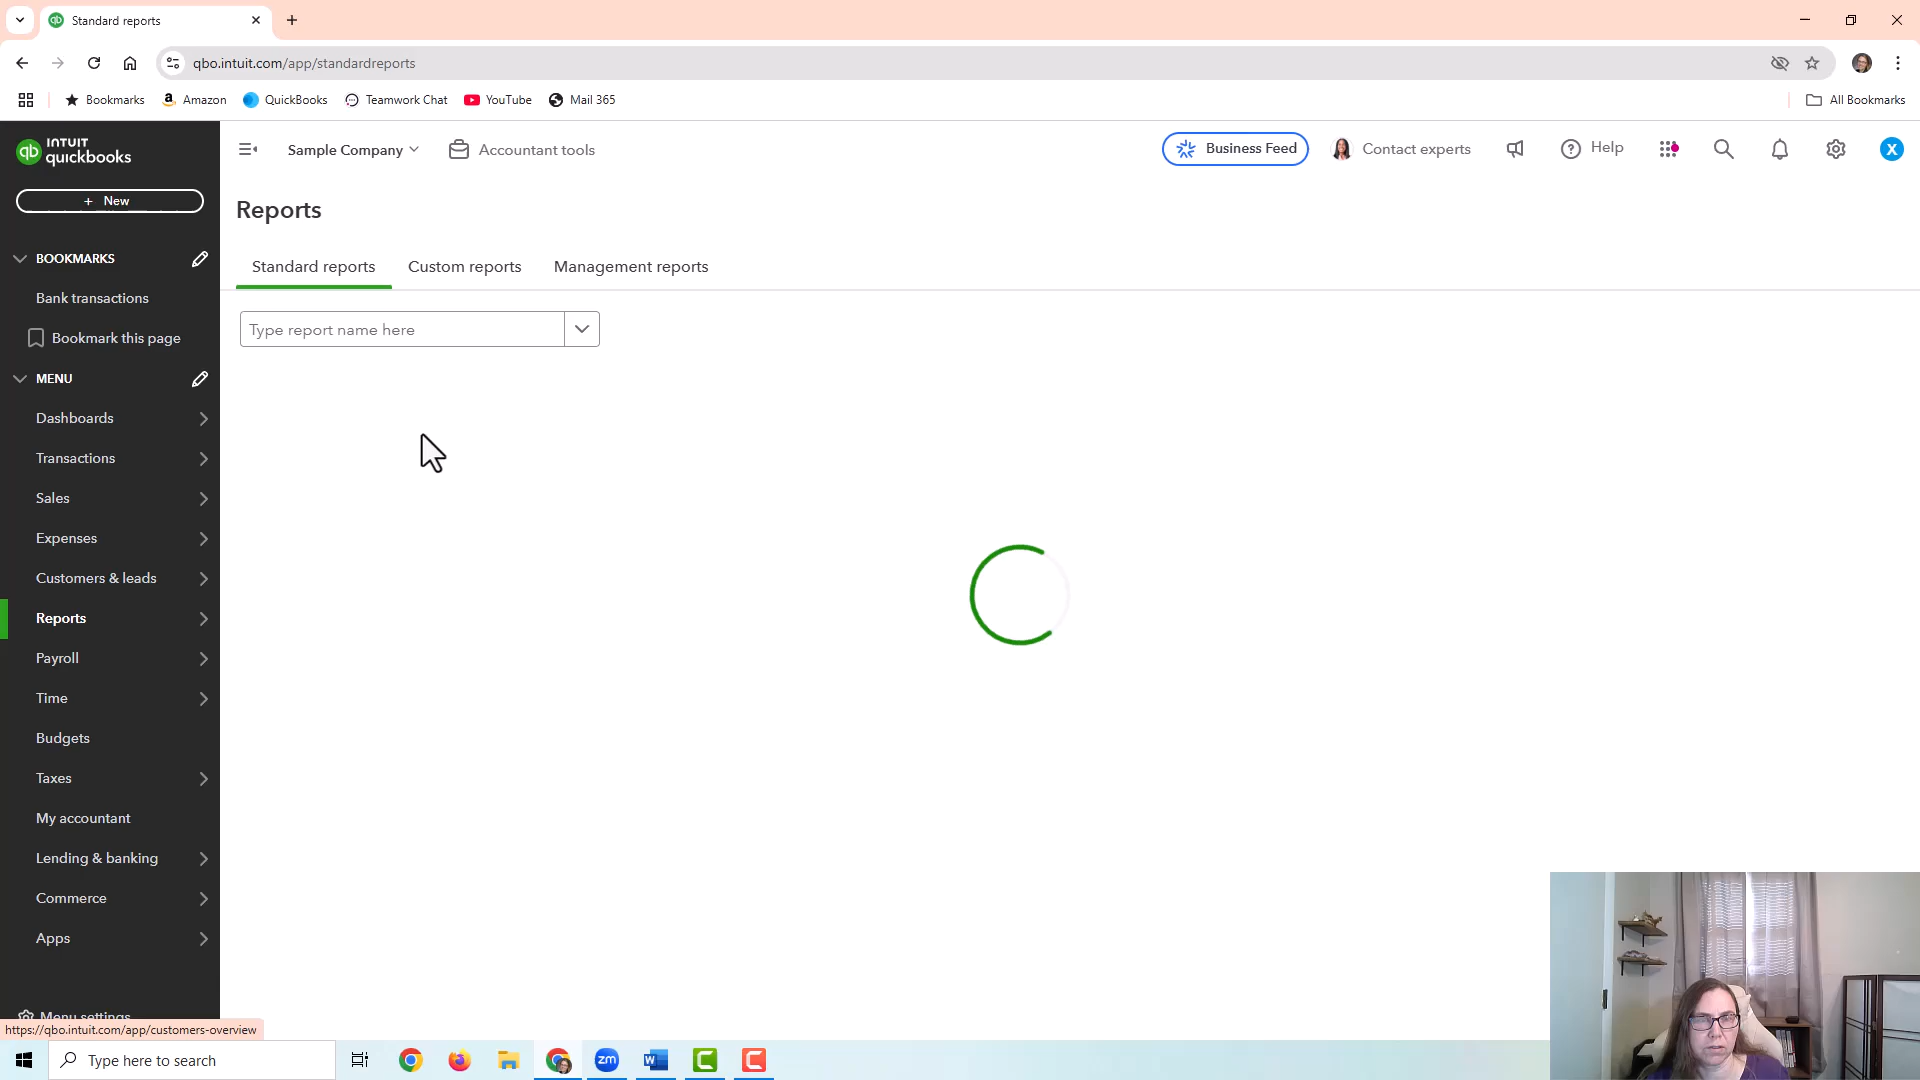 Standard reports
qbo.intuit.com/app/standardreports
Bookmarks
Amazon
QuickBooks
Teamwork Chat
YouTube
Mail 365
All Bookmarks
INTUIT
quickbooks
Sample Company
Accountant tools
Business Feed
Contact experts
Help
X
+ New
Reports
BOOKMARKS
Standard reports
Custom reports
Management reports
Bank transactions
Type report name here
Bookmark this page
MENU
Dashboards
Transactions
Sales
Expenses
Customers & leads
Reports
Payroll
Time
Budgets
Taxes
My accountant
Lending & banking
Commerce
Apps
Menu settings
https://qbo.intuit.com/app/customers-overview
Type here to search
zm